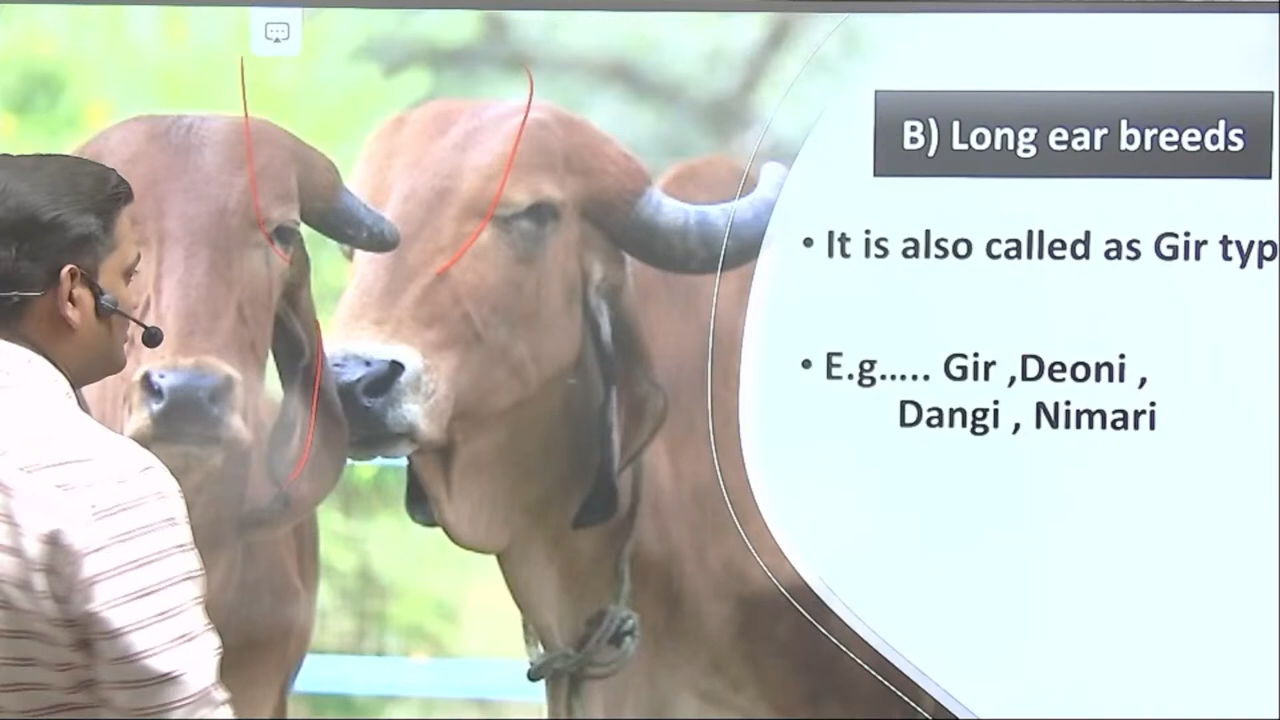 B) Long ear breeds
• It is also called as Gir typ
• E.g..... Gir ,Deoni ,
Dangi , Nimari